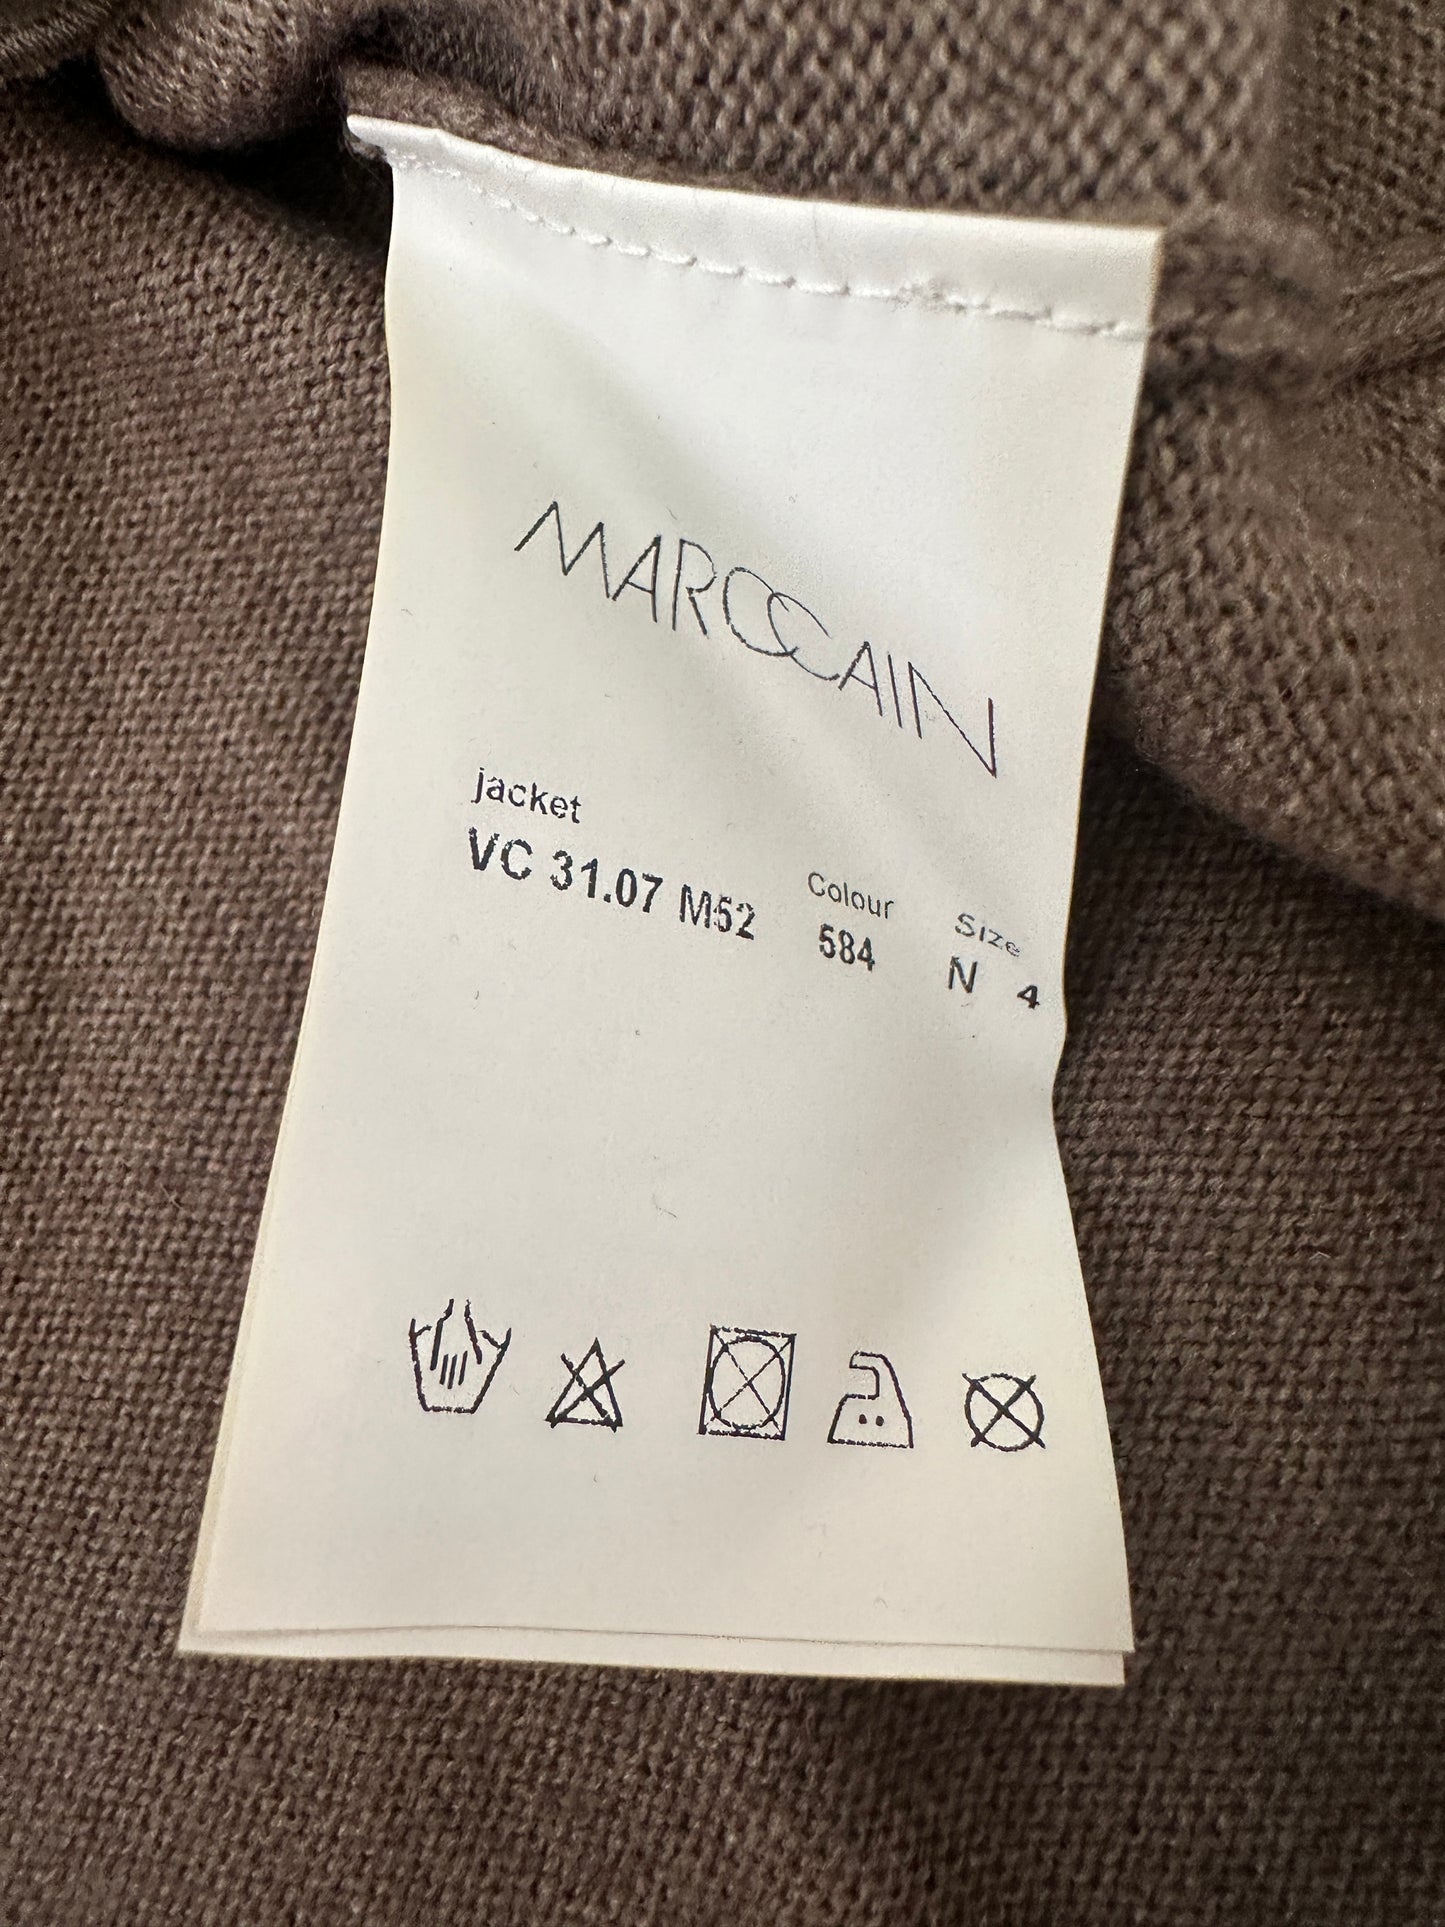 MARCCAIN
jacket
VC 31.07 M52 Colour 584 Size N 4